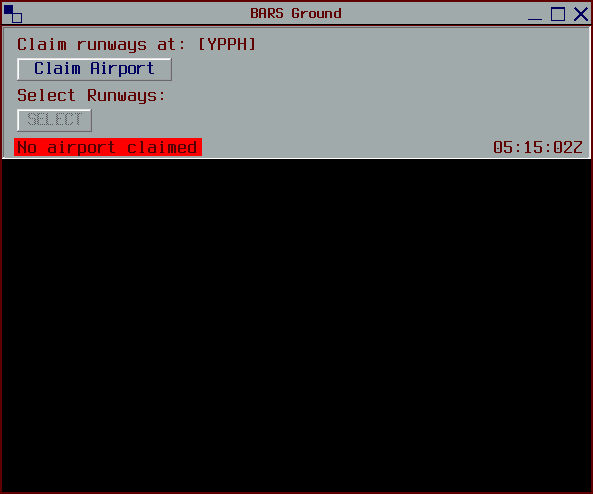 BARS Ground
Claim runways at: [YPPH]
Claim Airport
Select Runways:
SELECT
No airport claimed
05:15:02Z